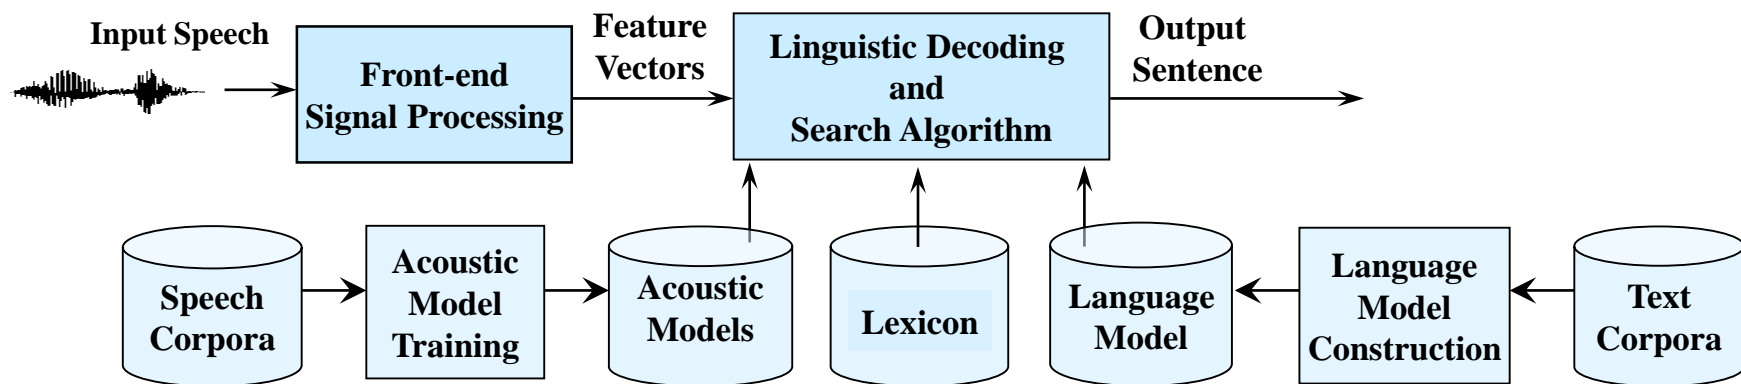 Input Speech
Front-end
Signal Processing
Feature
Vectors
Linguistic Decoding
and
Search Algorithm
Output
Sentence
Speech
Corpora
Acoustic
Model
Training
Acoustic
Models
Lexicon
Language
Model
Language
Model
Construction
Text
Corpora